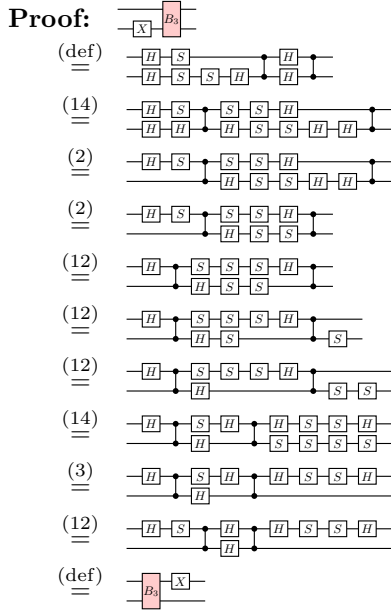 Proof:
B₃
X
(def)
=
H S H
H S S H H
(14)
=
H S S S H
H H H S S H H
(2)
=
H S S S H
H S S H H
(2)
=
H S S S H
H S S
(12)
=
H S S S H
H S S
(12)
=
H S S S H
H S S
(12)
=
H S S S H
H S S
(14)
=
H S H H S S H
H S S S S
(3)
=
H S H H S S H
H
(12)
=
H S H H S S H
H
(def)
=
B₃ X